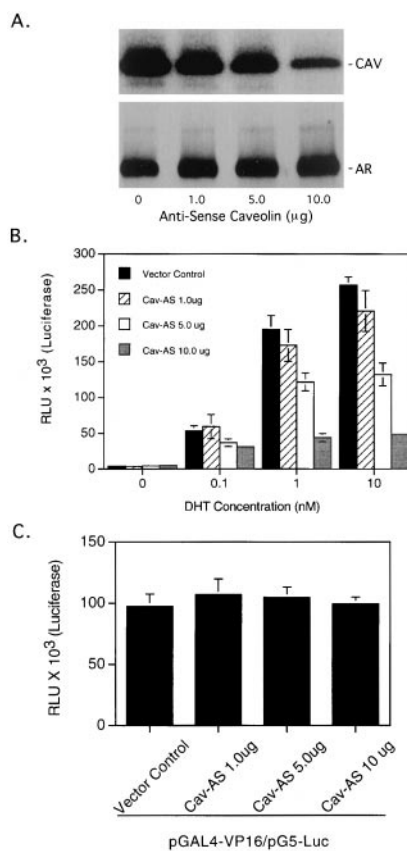 A.
- CAV
- AR
0 1.0 5.0 10.0
Anti-Sense Caveolin (µg)
B.
300
250
200
150
100
50
0
RLU x 10³ (Luciferase)
Vector Control
Cav-AS 1.0ug
Cav-AS 5.0 ug
Cav-AS 10.0 ug
0 0.1 1 10
DHT Concentration (nM)
C.
150
100
50
0
RLU X 10³ (Luciferase)
Vector Control
Cav-AS 1.0ug
Cav-AS 5.0ug
Cav-AS 10 ug
pGAL4-VP16/pG5-Luc